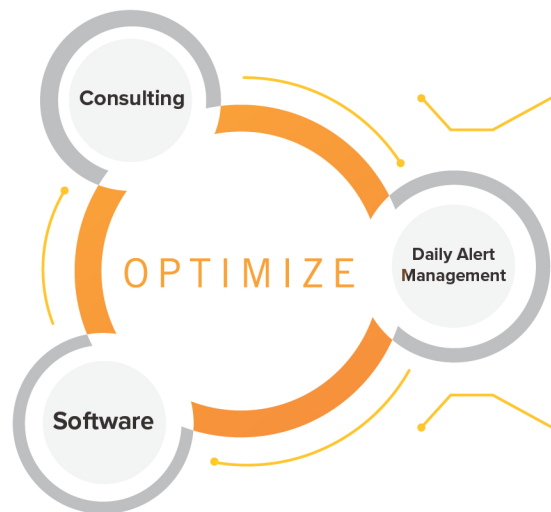 Consulting
Daily Alert
Management
OPTIMIZE
Software